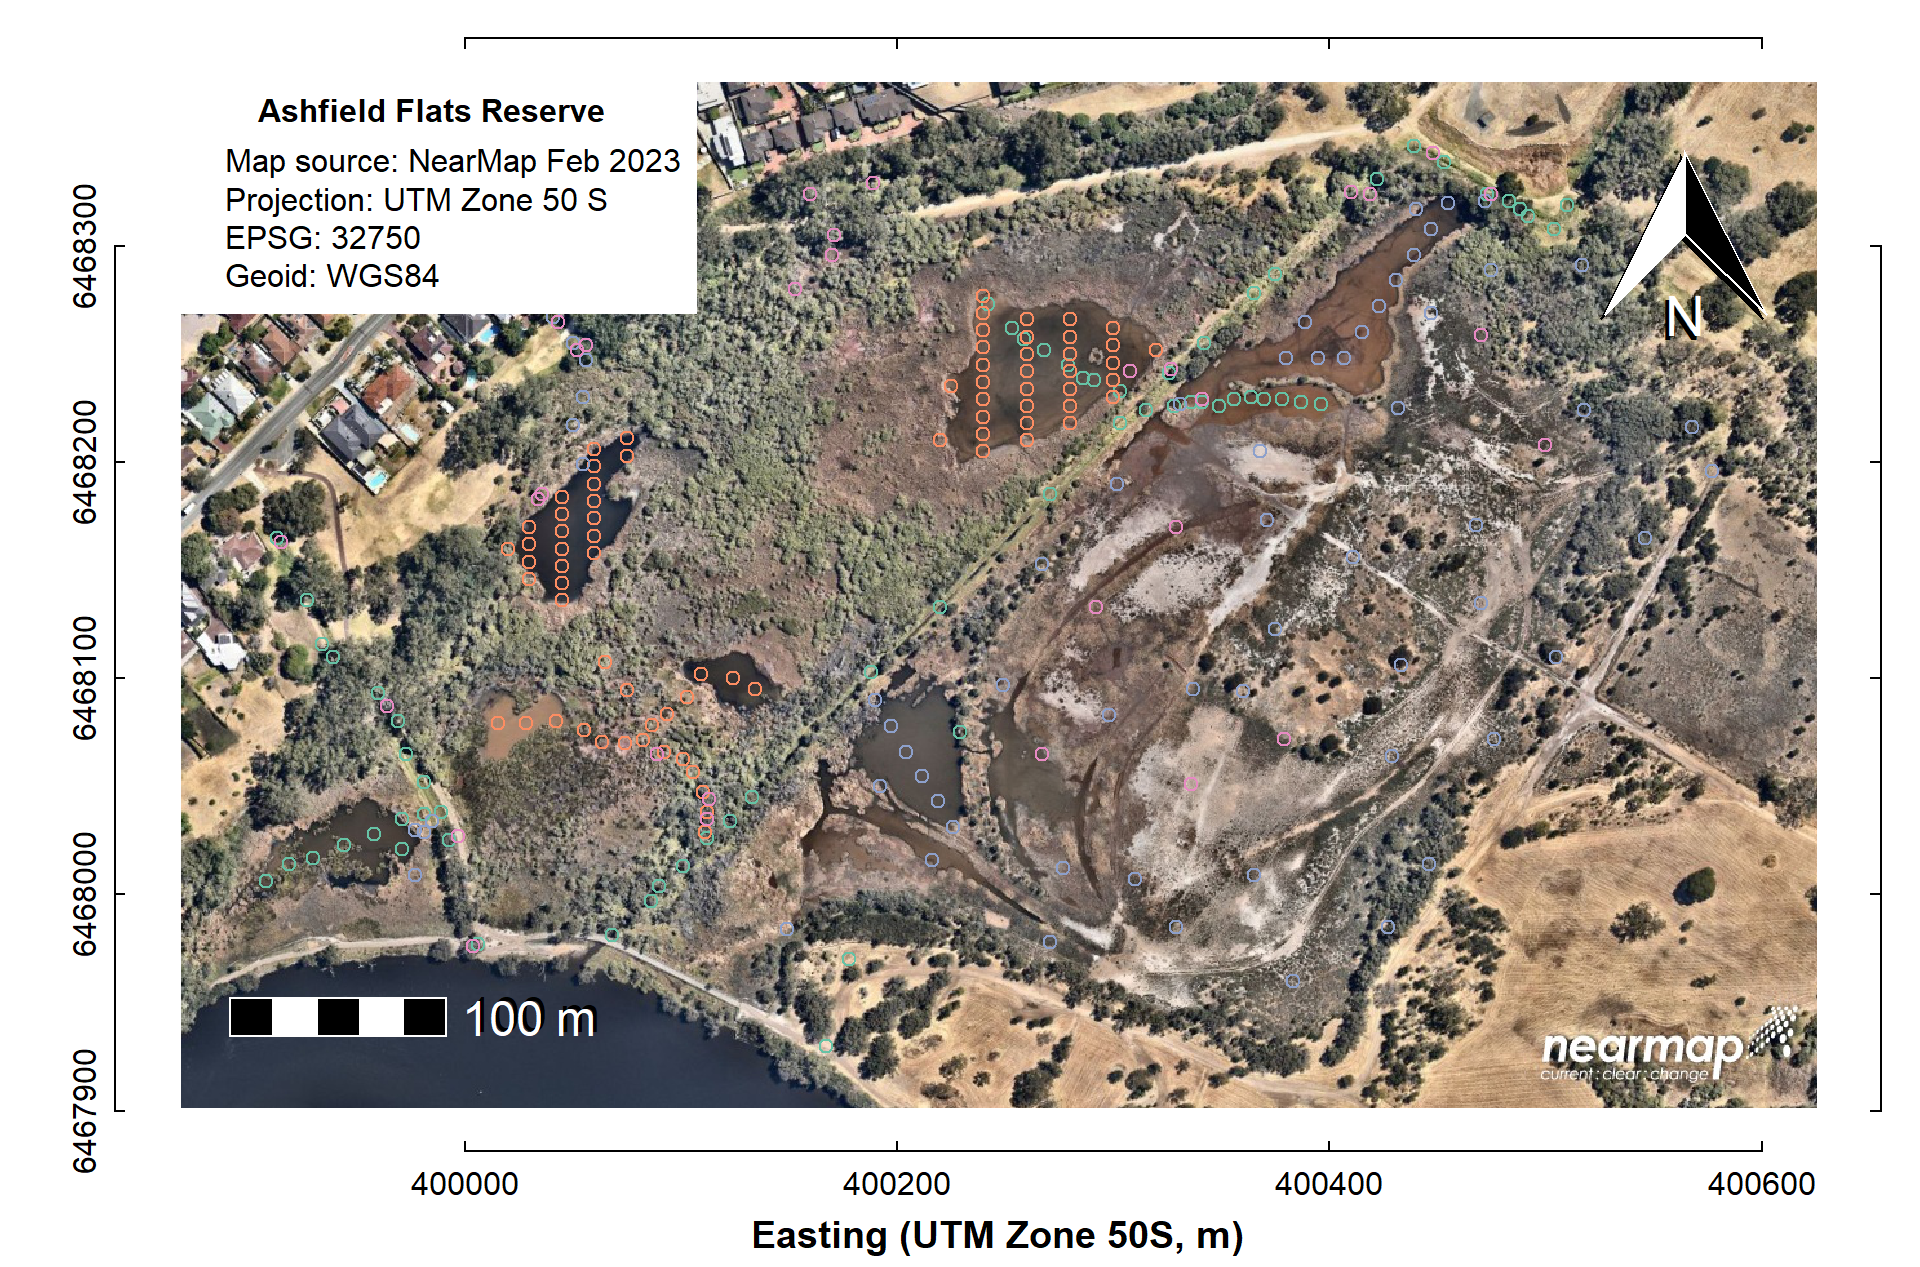 Ashfield Flats Reserve
Map source: NearMap Feb 2023
Projection: UTM Zone 50 S
EPSG: 32750
Geoid: WGS84
N
6468300
6468200
6468100
6468000
6467900
100 m
nearmap
current : clear : change
400000
400200
400400
400600
Easting (UTM Zone 50S, m)